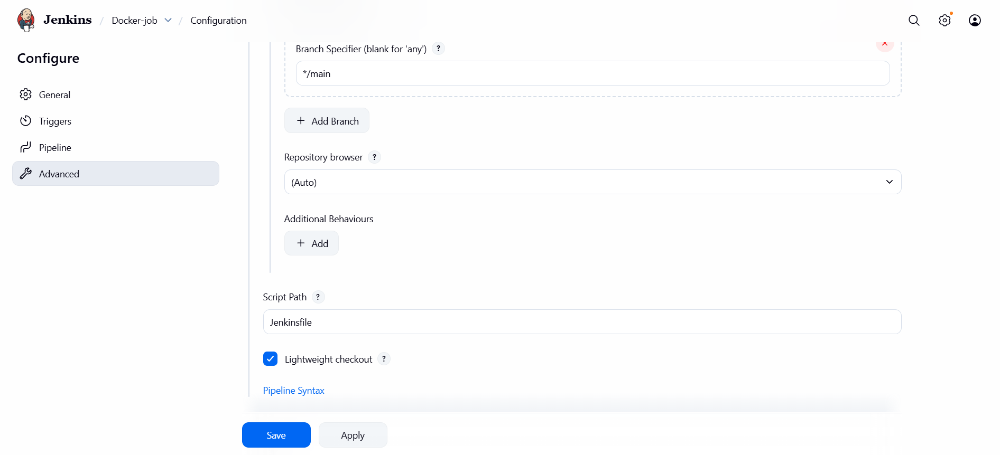 Jenkins / Docker-job / Configuration
Configure
General
Triggers
Pipeline
Advanced
Branch Specifier (blank for 'any') ?
*/main
+ Add Branch
Repository browser ?
(Auto)
Additional Behaviours
+ Add
Script Path ?
Jenkinsfile
Lightweight checkout ?
Pipeline Syntax
Save
Apply